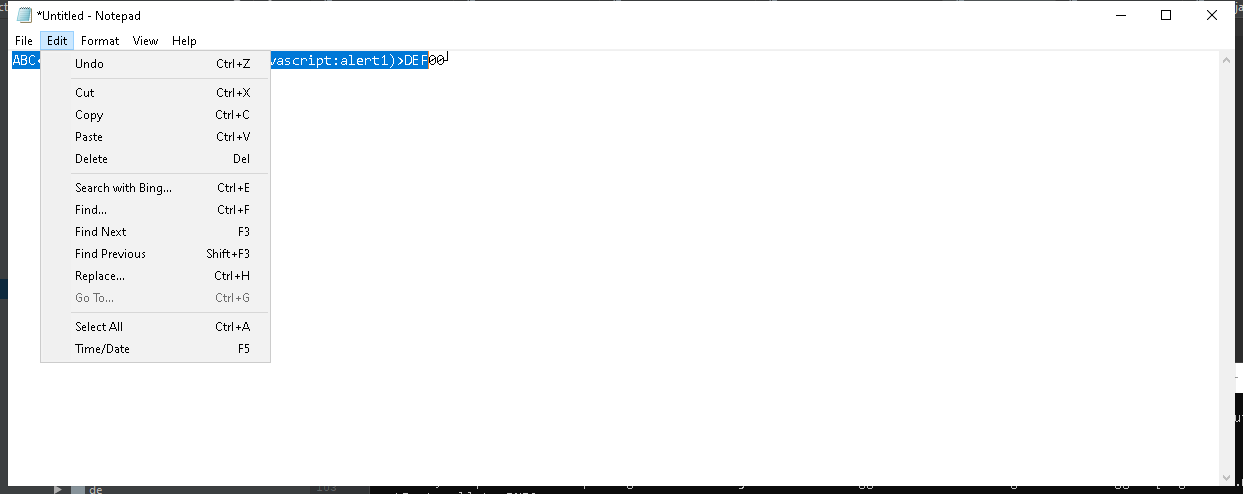 *Untitled - Notepad
File Edit Format View Help
ABC
vascript:alert1)>DEF00
Undo Ctrl+Z
Cut Ctrl+X
Copy Ctrl+C
Paste Ctrl+V
Delete Del
Search with Bing... Ctrl+E
Find... Ctrl+F
Find Next F3
Find Previous Shift+F3
Replace... Ctrl+H
Go To... Ctrl+G
Select All Ctrl+A
Time/Date F5
de
103